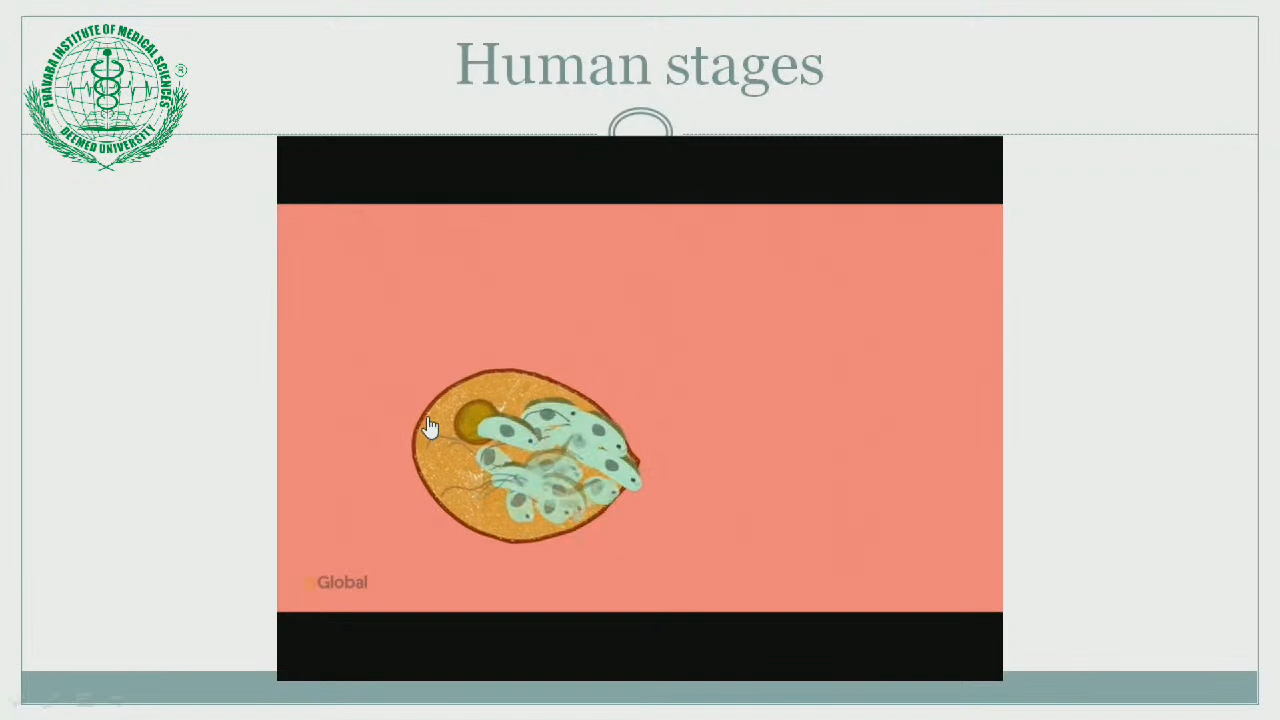 Human stages
PRAVARA INSTITUTE OF MEDICAL SCIENCES
DEEMED UNIVERSITY
®
Global